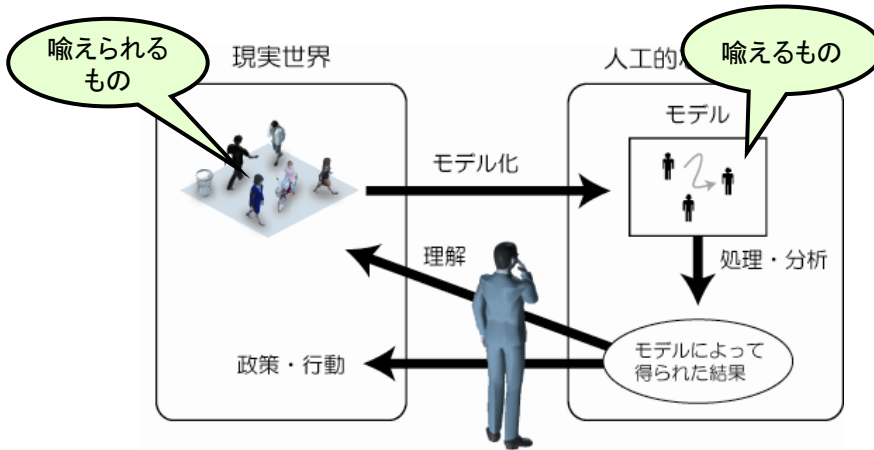 喩えられる
もの
現実世界
人工的
喩えるもの
モデル
モデル化
理解
処理・分析
政策・行動
モデルによって
得られた結果